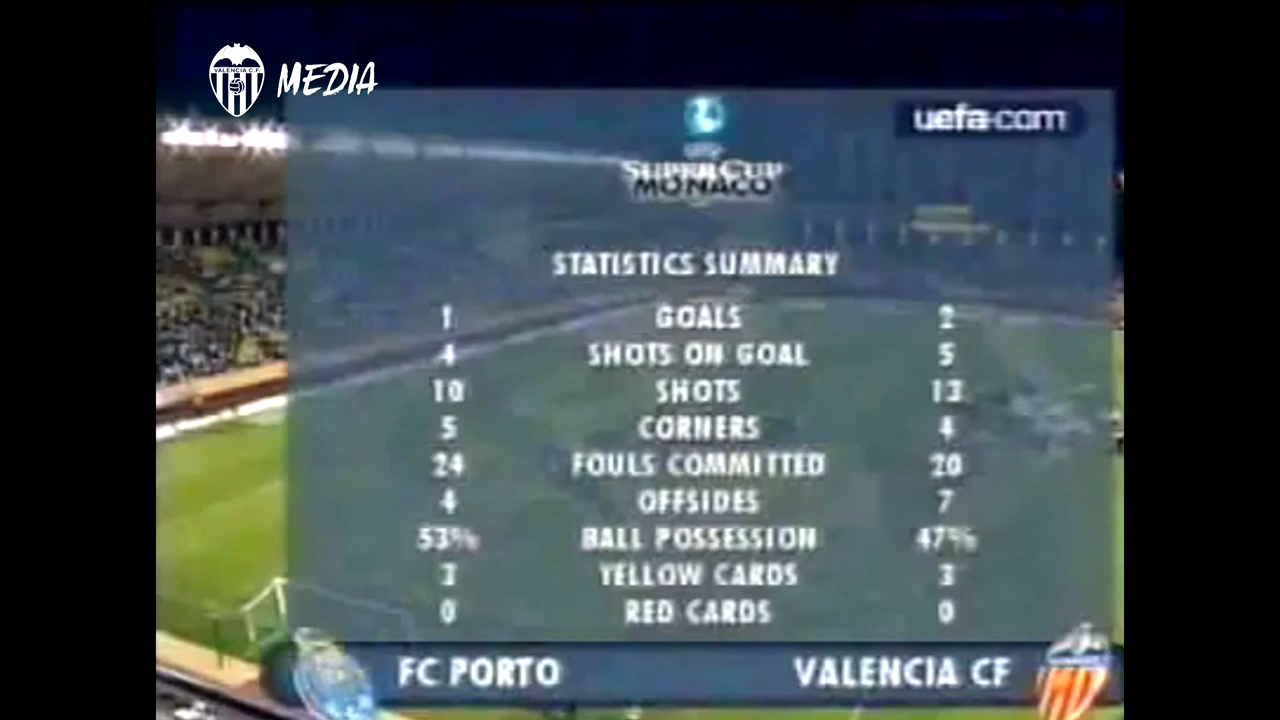 VALENCIA C.F.
MEDIA
uefa.com
SUPER CUP
MONACO
STATISTICS SUMMARY
1 GOALS 2
4 SHOTS ON GOAL 5
10 SHOTS 13
5 CORNERS 4
24 FOULS COMMITTED 20
4 OFFSIDES 7
53% BALL POSSESSION 47%
YELLOW CARDS 3
0 RED CARDS 0
FC PORTO VALENCIA CF